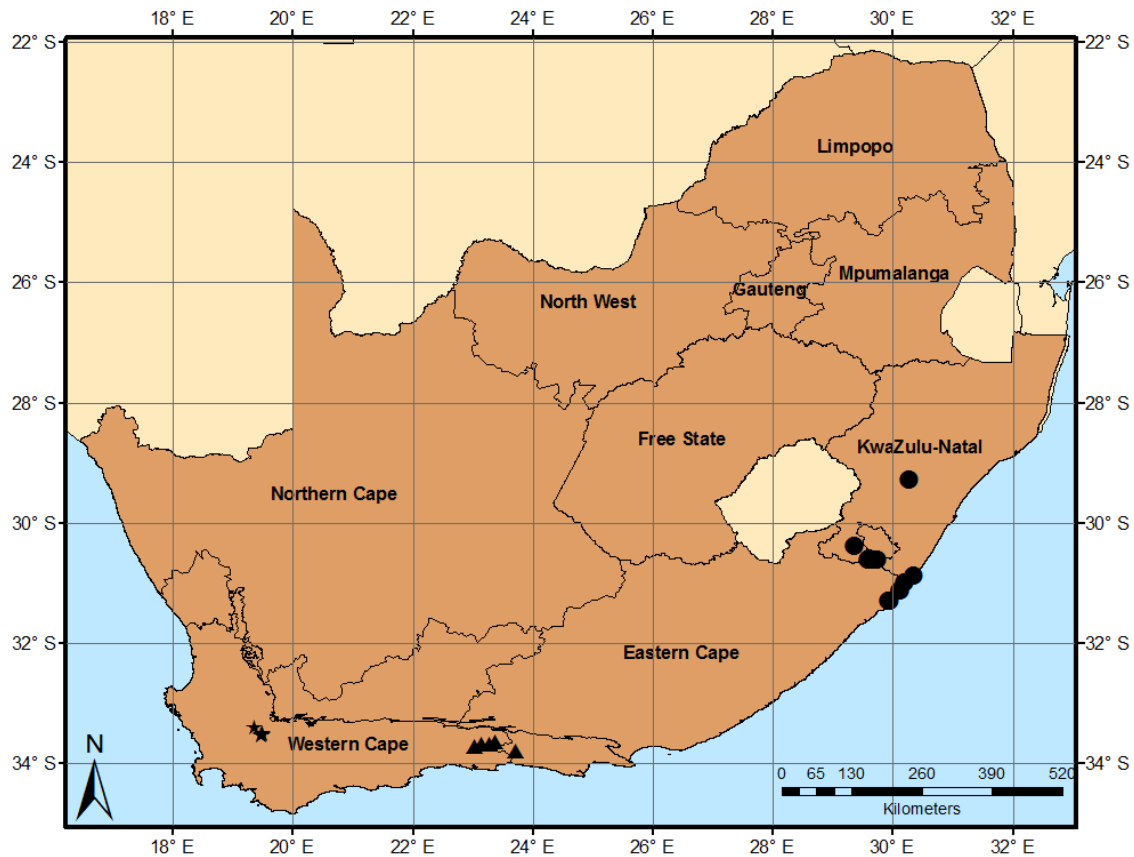 18° E 20° E 22° E 24° E 26° E 28° E 30° E 32° E
22° S 22° S
Limpopo
24° S 24° S
Mpumalanga
26° S 26° S
North West Gauteng
28° S 28° S
Free State KwaZulu-Natal
Northern Cape
30° S 30° S
32° S 32° S
Eastern Cape
Western Cape
N
34° S 34° S
0 65 130 260 390 520
Kilometers
18° E 20° E 22° E 24° E 26° E 28° E 30° E 32° E